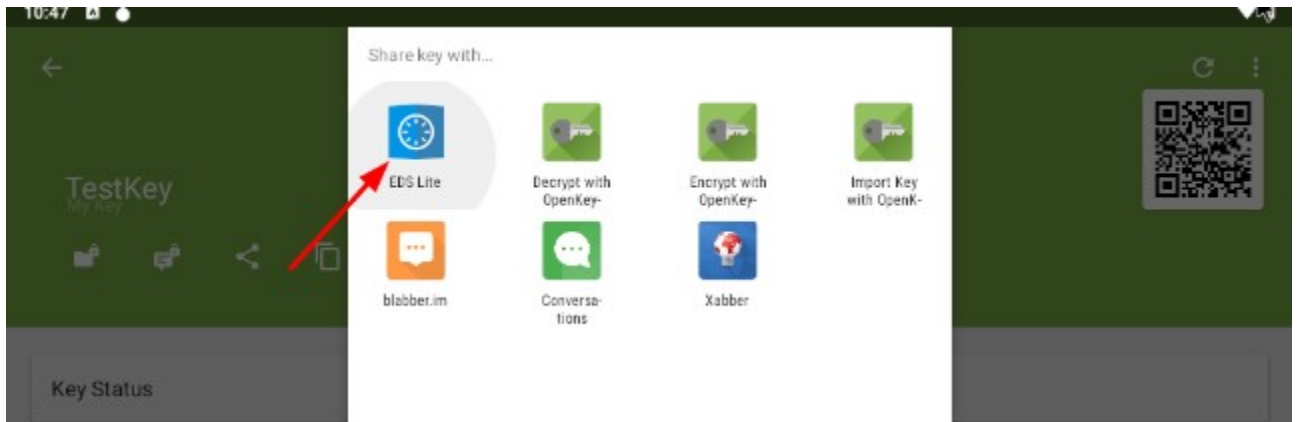 10:47
Share key with...
EDS Lite
Decrypt with
OpenKey-
Encrypt with
OpenKey-
Import Key
with OpenK-
TestKey
My Key
blabber.im
Conversa-
tions
Xabber
Key Status